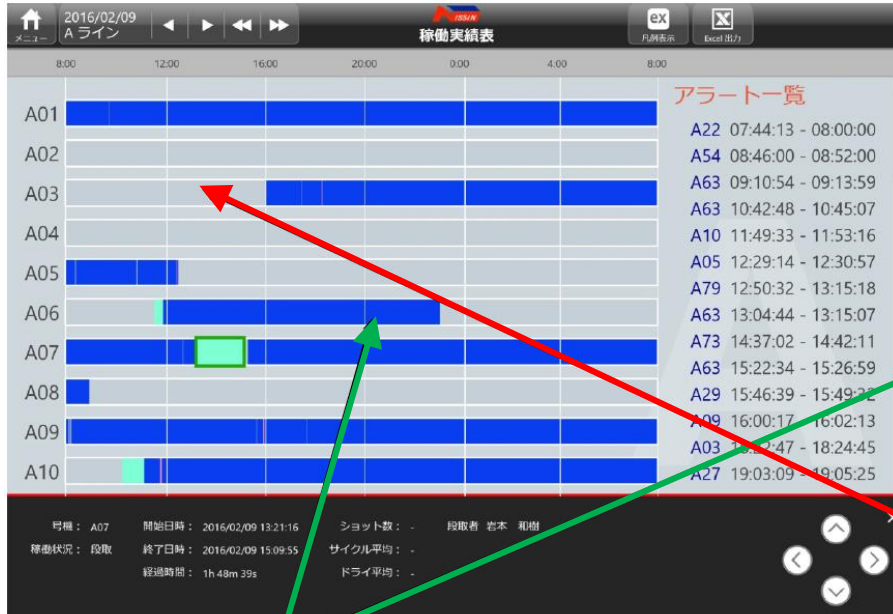 2016/02/09
Aライン
メニュー
NISSIN
稼働実績表
ex
凡例表示
X
Excel 出力
8:00 12:00 16:00 20:00 0:00 4:00 8:00
アラート一覧
A01
A02
A03
A04
A05
A06
A07
A08
A09
A10
A22 07:44:13 - 08:00:00
A54 08:46:00 - 08:52:00
A63 09:10:54 - 09:13:59
A63 10:42:48 - 10:45:07
A10 11:49:33 - 11:53:16
A05 12:29:14 - 12:30:57
A79 12:50:32 - 13:15:18
A63 13:04:44 - 13:15:07
A73 14:37:02 - 14:42:11
A63 15:22:34 - 15:26:59
A29 15:46:39 - 15:49:32
A09 16:00:17 - 16:02:13
A03 - 18:24:45
A27 19:03:09 - 19:05:25
号機： A07 開始日時： 2016/02/09 13:21:16 ショット数： - 段取者 岩本 和樹
稼働状況： 段取 終了日時： 2016/02/09 15:09:55 サイクル平均： -
経過時間： 1h 48m 39s ドライ平均： -